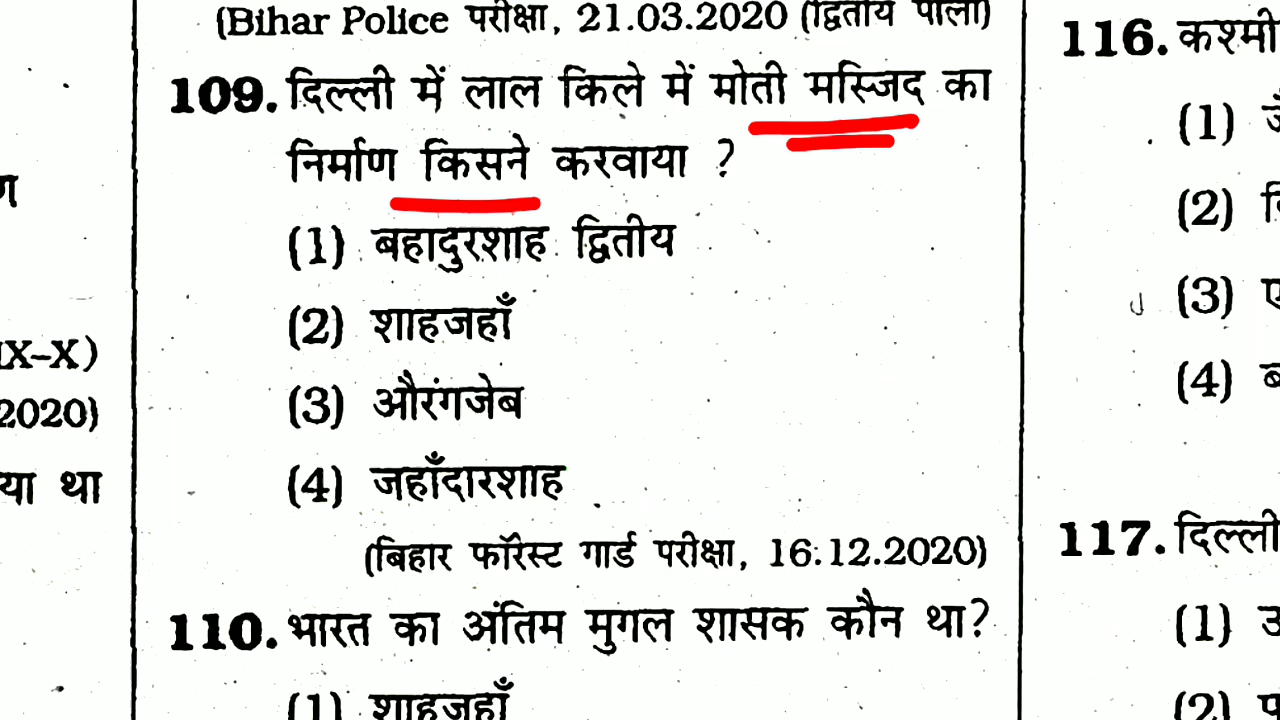 (Bihar Police परीक्षा, 21.03.2020 (द्वितीय पाली)
109. दिल्ली में लाल किले में मोती मस्जिद का
निर्माण किसने करवाया ?
(1) बहादुरशाह द्वितीय
(2) शाहजहाँ
(3) औरंगजेब
(4) जहाँदारशाह
(बिहार फॉरेस्ट गार्ड परीक्षा, 16.12.2020)
110. भारत का अंतिम मुगल शासक कौन था?
(1) शाहजहाँ
IX–X)
2020)
या था
116.
(1)
(2)
(3)
(4)
117. दिल्ली
(1)
(2)